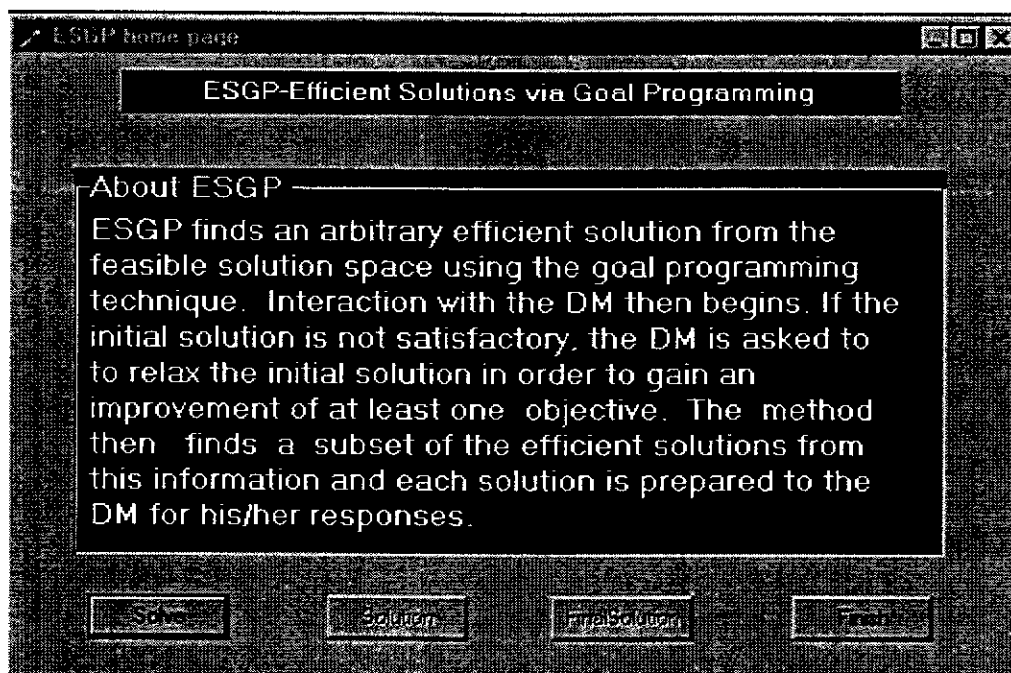 ESGP home page
ESGP-Efficient Solutions via Goal Programming
About ESGP
ESGP finds an arbitrary efficient solution from the
feasible solution space using the goal programming
technique. Interaction with the DM then begins. If the
initial solution is not satisfactory, the DM is asked to
to relax the initial solution in order to gain an
improvement of at least one objective. The method
then finds a subset of the efficient solutions from
this information and each solution is prepared to the
DM for his/her responses.
Solve Solution FinalSolution Finish